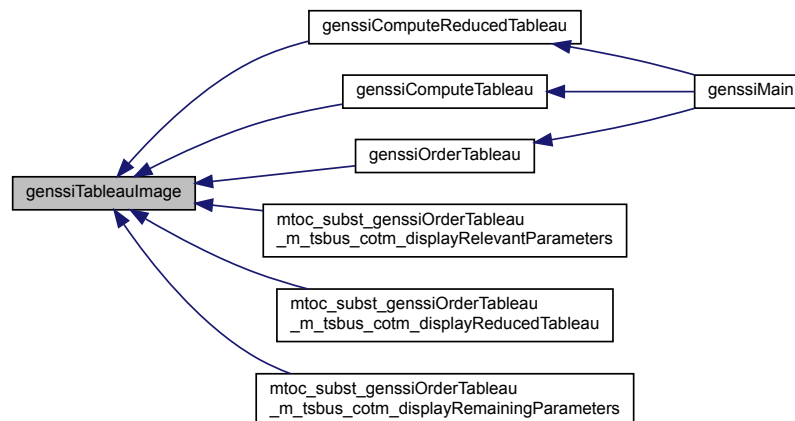 genssiComputeReducedTableau
genssiComputeTableau
genssiMain
genssiOrderTableau
genssiTableauImage
mtoc_subst_genssiOrderTableau
_m_tsbus_cotm_displayRelevantParameters
mtoc_subst_genssiOrderTableau
_m_tsbus_cotm_displayReducedTableau
mtoc_subst_genssiOrderTableau
_m_tsbus_cotm_displayRemainingParameters